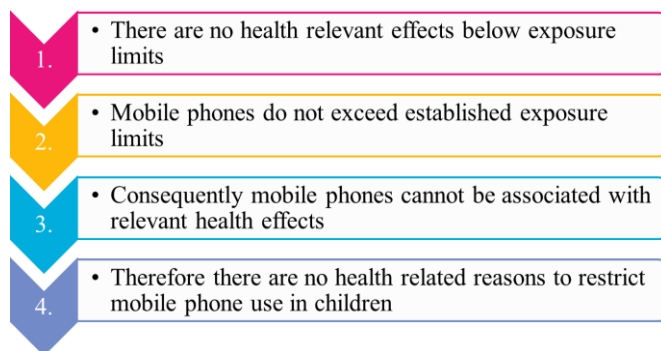 1.
• There are no health relevant effects below exposure
limits
2.
• Mobile phones do not exceed established exposure
limits
3.
• Consequently mobile phones cannot be associated with
relevant health effects
4.
• Therefore there are no health related reasons to restrict
mobile phone use in children